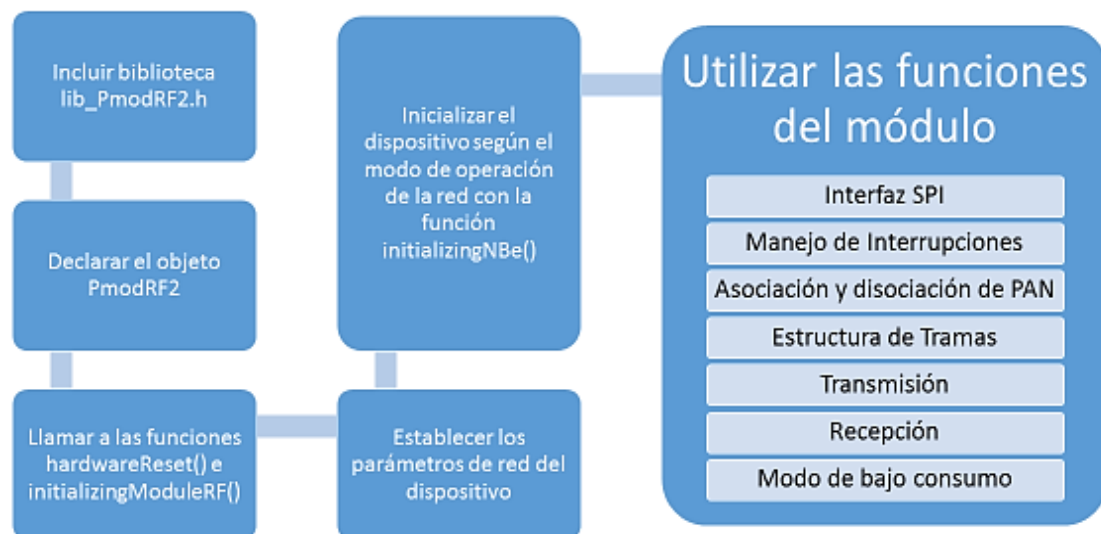 Incluir biblioteca
lib_PmodRF2.h
Declarar el objeto
PmodRF2
Llamar a las funciones
hardwareReset() e
initializingModuleRF()
Establecer los
parámetros de red del
dispositivo
Inicializar el
dispositivo según el
modo de operación
de la red con la
función
initializingNBe()
Utilizar las funciones
del módulo
Interfaz SPI
Manejo de Interrupciones
Asociación y disociación de PAN
Estructura de Tramas
Transmisión
Recepción
Modo de bajo consumo